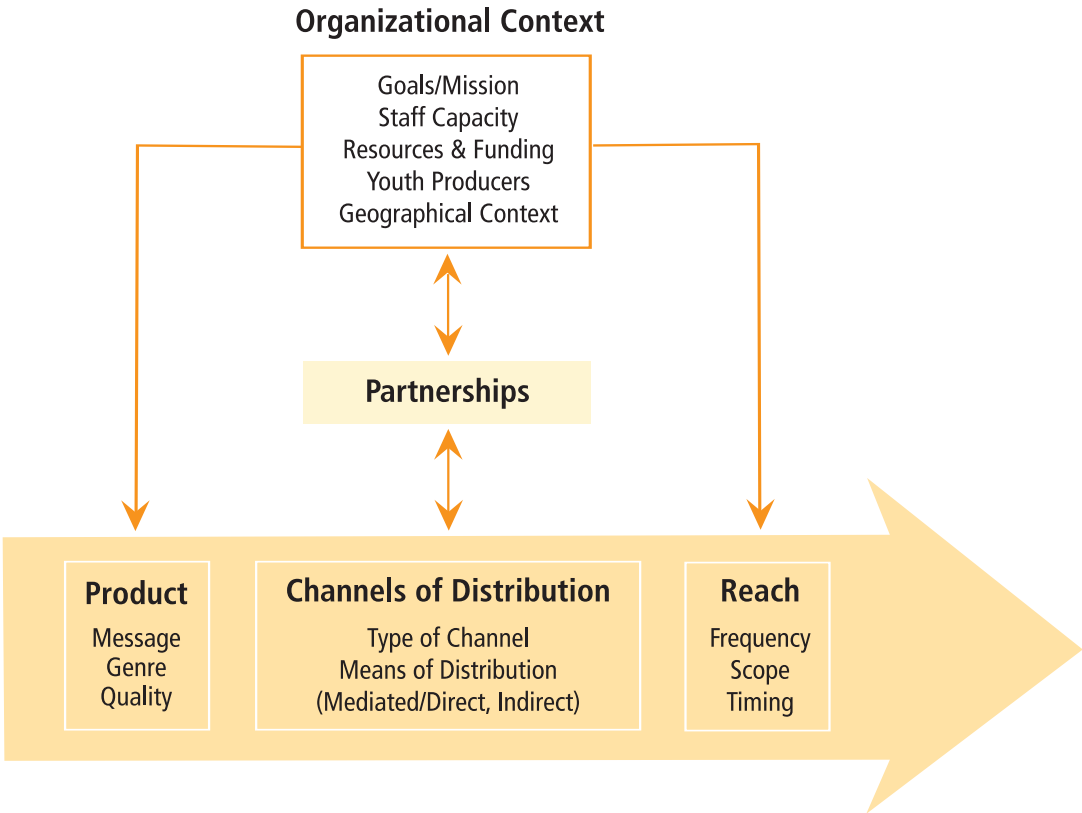 Organizational Context
Goals/Mission
Staff Capacity
Resources & Funding
Youth Producers
Geographical Context
Partnerships
Product
Message
Genre
Quality
Channels of Distribution
Type of Channel
Means of Distribution
(Mediated/Direct, Indirect)
Reach
Frequency
Scope
Timing